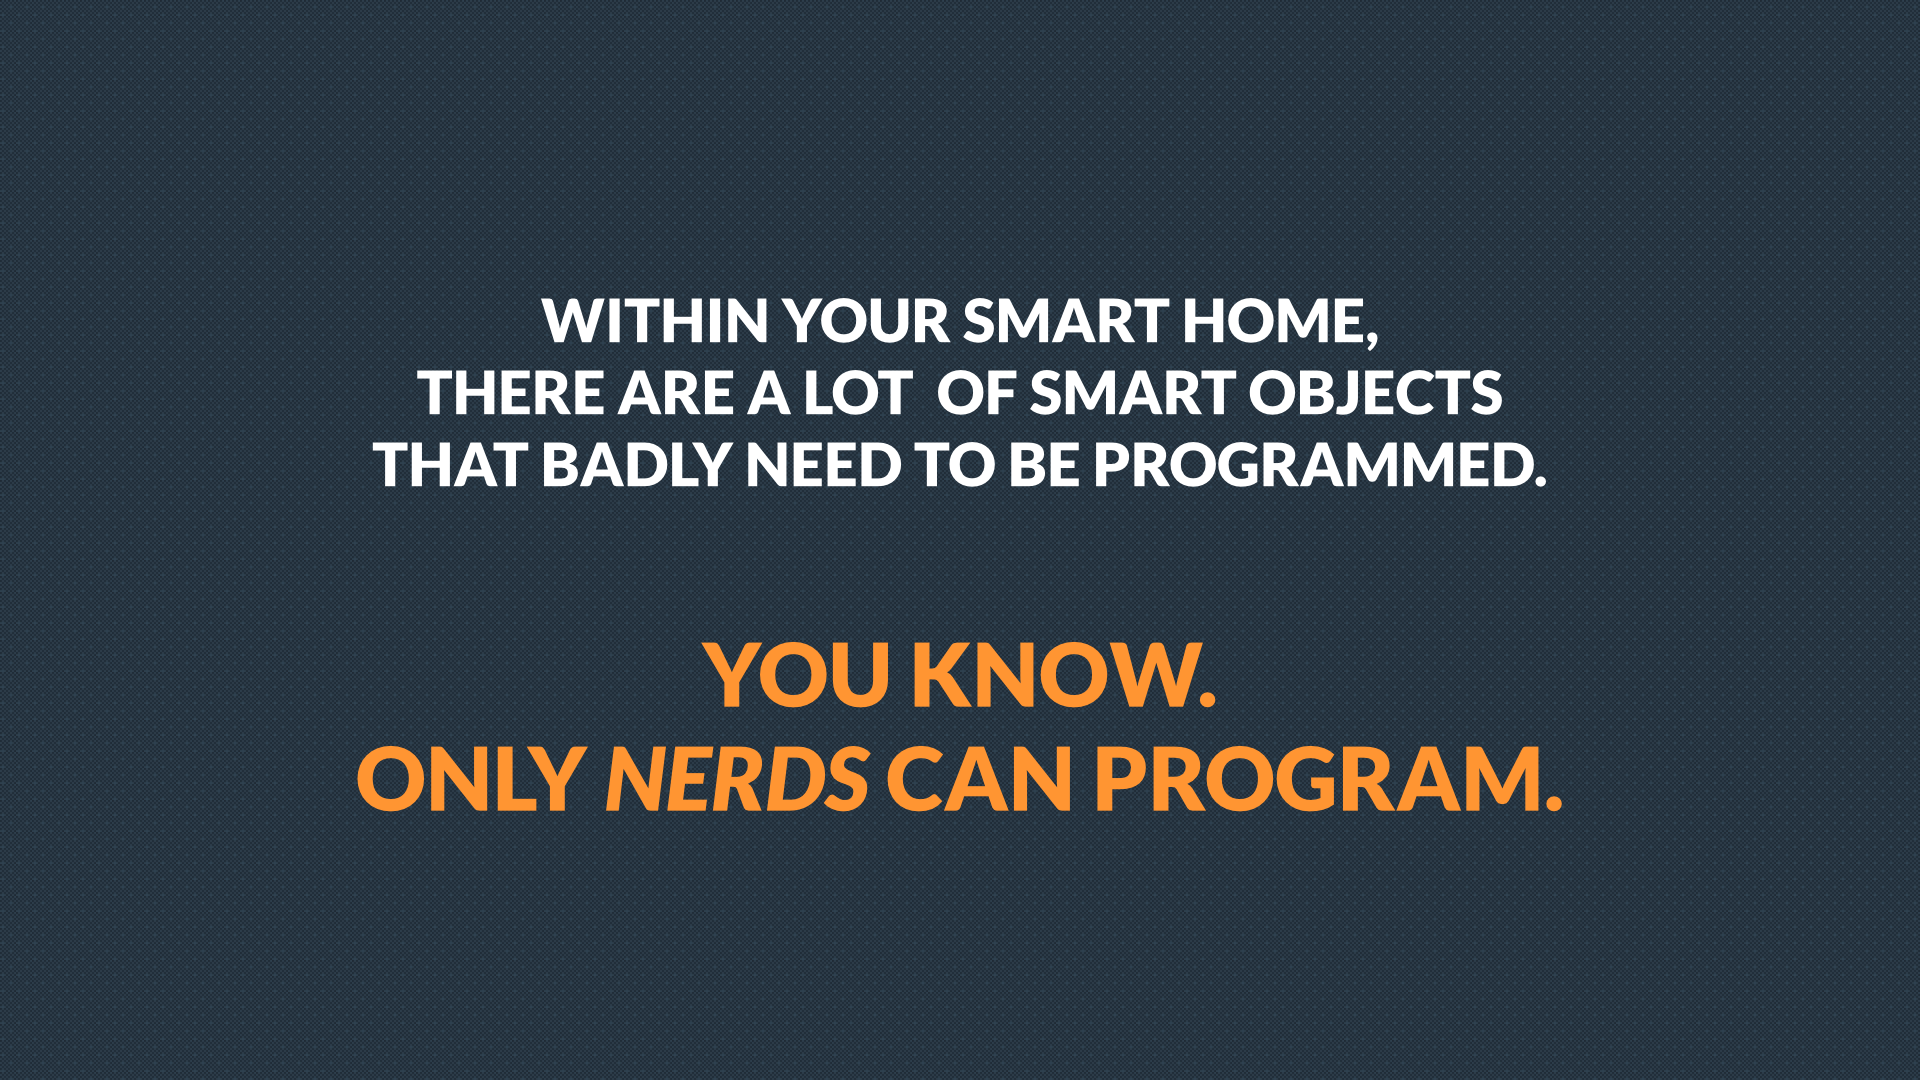 WITHIN YOUR SMART HOME,
THERE ARE A LOT  OF SMART OBJECTS
THAT BADLY NEED TO BE PROGRAMMED.
YOU KNOW.
ONLY NERDS CAN PROGRAM.